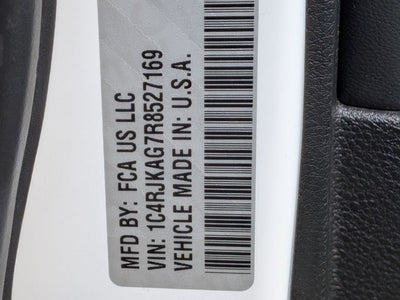 MFD BY: FCA US LLC
VIN: 1C4RJKAG7R8527169
VEHICLE MADE IN: U.S.A.